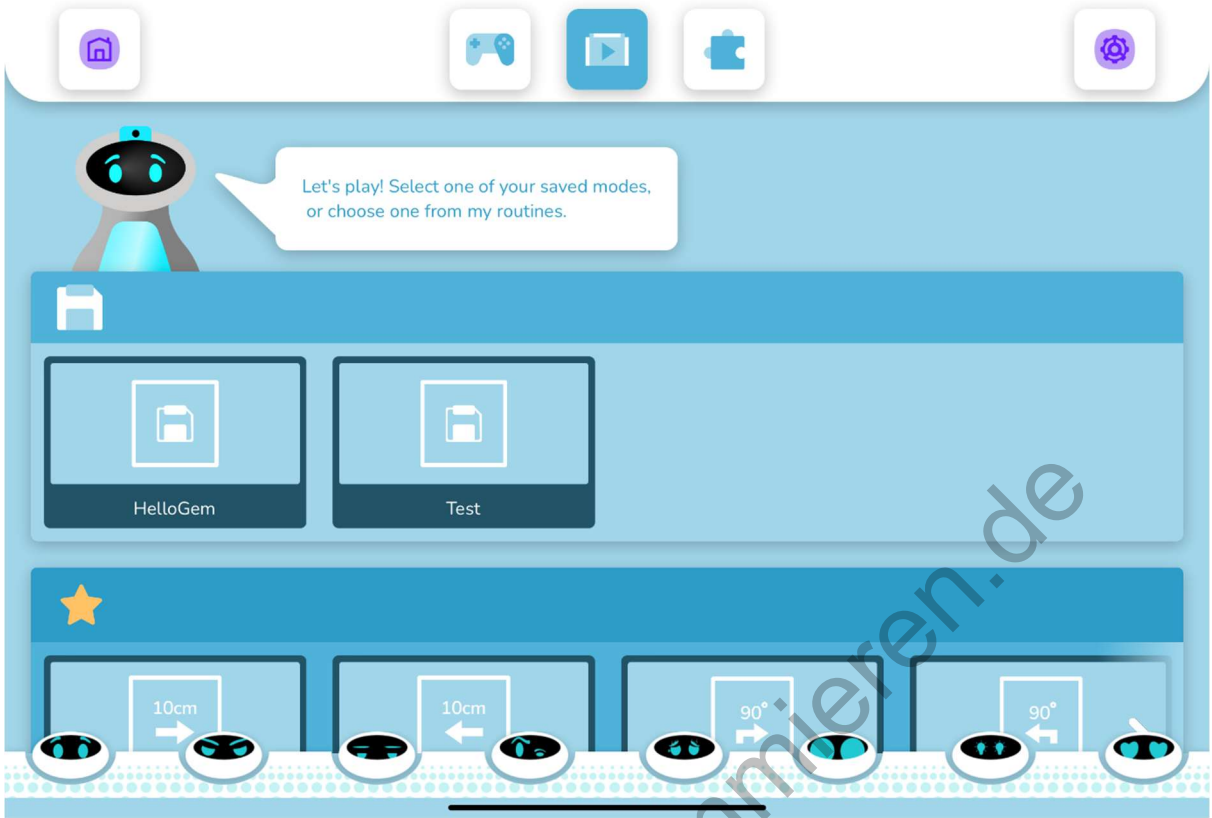 Let's play! Select one of your saved modes,
or choose one from my routines.
HelloGem
Test
10cm
10cm
90°
90°
mmieren.de